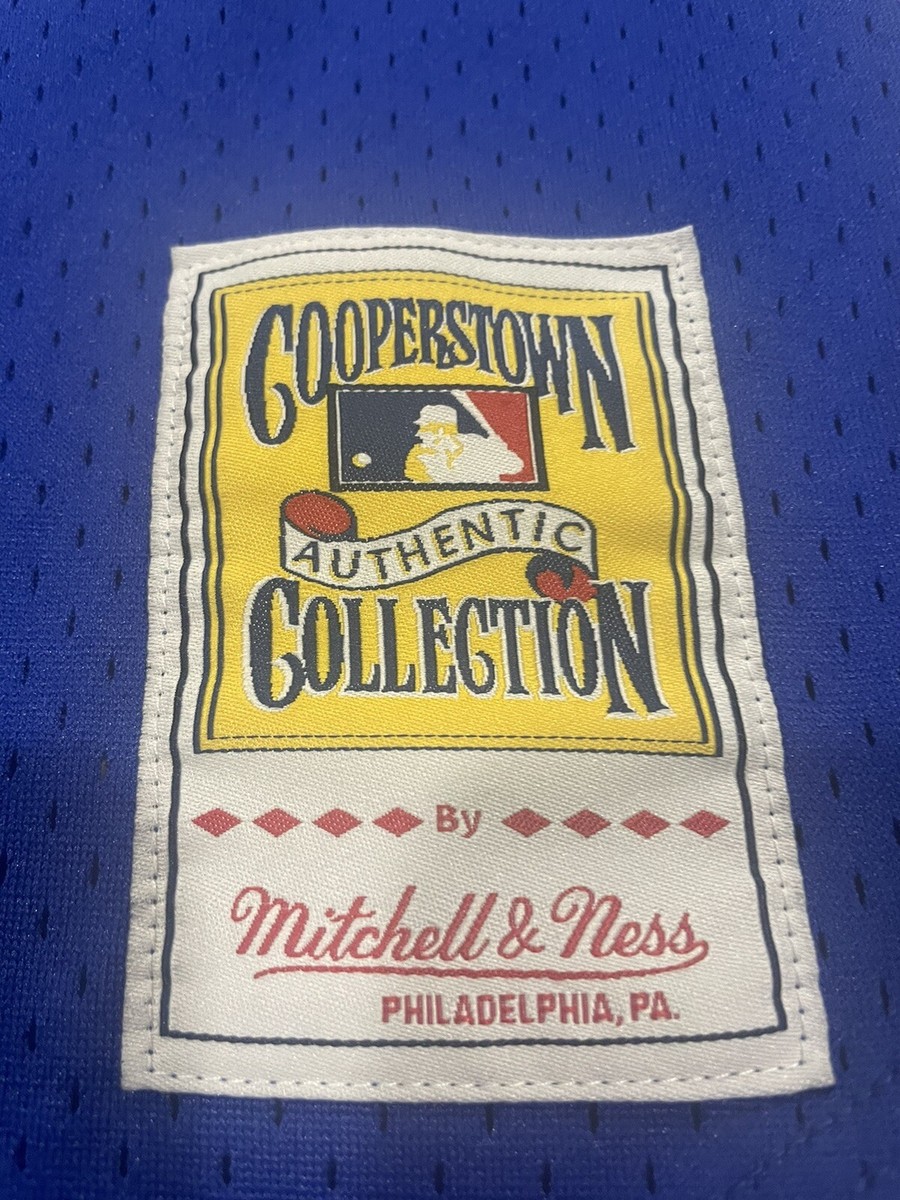 COOPERSTOWN
AUTHENTIC
COLLECTION
By
Mitchell & Ness
PHILADELPHIA, PA.